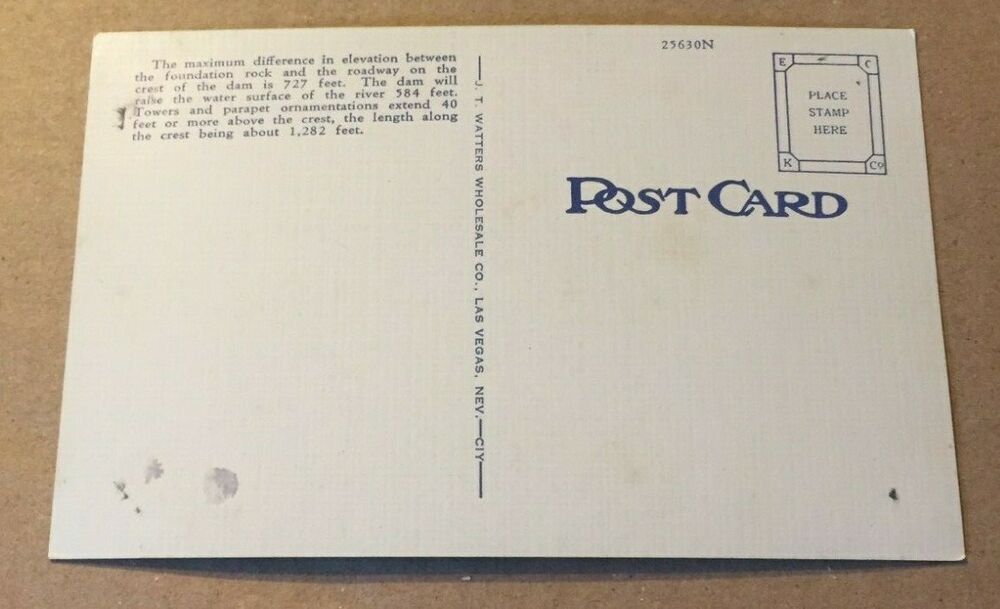 The maximum difference in elevation between
the foundation rock and the roadway on the
crest of the dam is 727 feet. The dam will
raise the water surface of the river 584 feet.
Towers and parapet ornamentations extend 40
feet or more above the crest, the length along
the crest being about 1,282 feet.
J. T. WATTERS WHOLESALE CO., LAS VEGAS, NEV.—CIY
25630N
E C
PLACE
STAMP
HERE
K Co
POST CARD